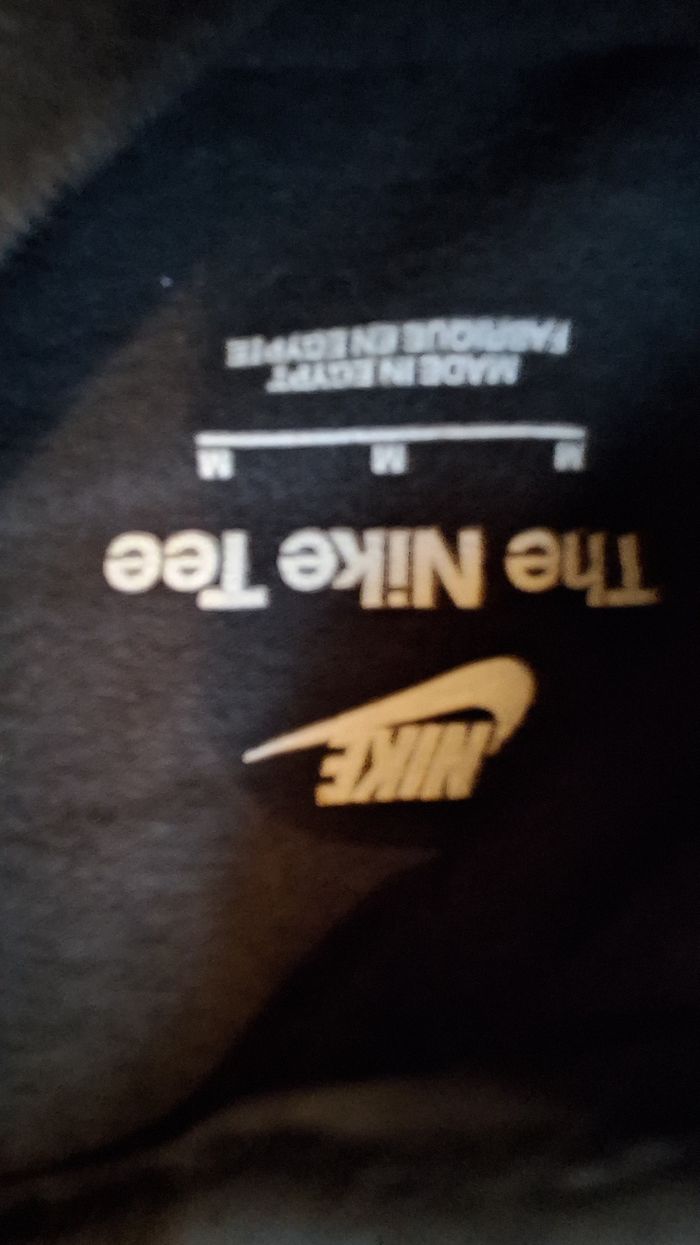 NIKE
The Nike Tee
M M M
MADE IN EGYPT
FABRIQUE EN EGYPTE